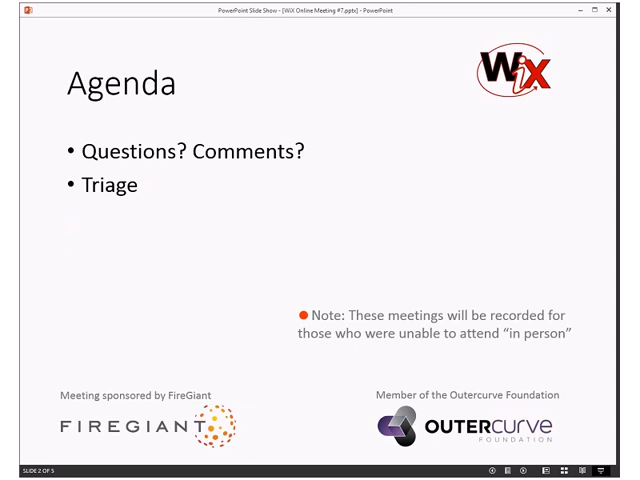 PowerPoint Slide Show - [WiX Online Meeting #7.pptx] - PowerPoint
Agenda
WiX
• Questions? Comments?
• Triage
Note: These meetings will be recorded for
those who were unable to attend “in person”
Meeting sponsored by FireGiant
FIREGIANT
Member of the Outercurve Foundation
OUTERCURVE
FOUNDATION
SLIDE 2 OF 5